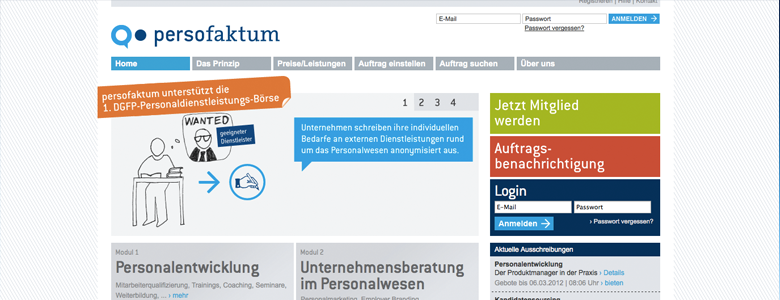 Registrieren | Hilfe | Kontakt
persofaktum
E-Mail
Passwort
ANMELDEN
Passwort vergessen?
Home
Das Prinzip
Preise/Leistungen
Auftrag einstellen
Auftrag suchen
Über uns
persofaktum unterstützt die
1. DGFP-Personaldienstleistungs-Börse
1 2 3 4
WANTED
geeigneter
Dienstleister
Unternehmen schreiben ihre individuellen
Bedarfe an externen Dienstleistungen rund
um das Personalwesen anonymisiert aus.
Jetzt Mitglied
werden
Auftrags-
benachrichtigung
Login
E-Mail
Passwort
Anmelden
› Passwort vergessen?
Modul 1
Personalentwicklung
Mitarbeiterqualifizierung, Trainings, Coaching, Seminare,
Weiterbildung, ... › mehr
Modul 2
Unternehmensberatung
im Personalwesen
Personalmarketing, Employer Branding,
Aktuelle Ausschreibungen
Personalentwicklung
Der Produktmanager in der Praxis › Details
Gebote bis 06.03.2012 | 08:06 Uhr › bieten
Kandidatensourcing